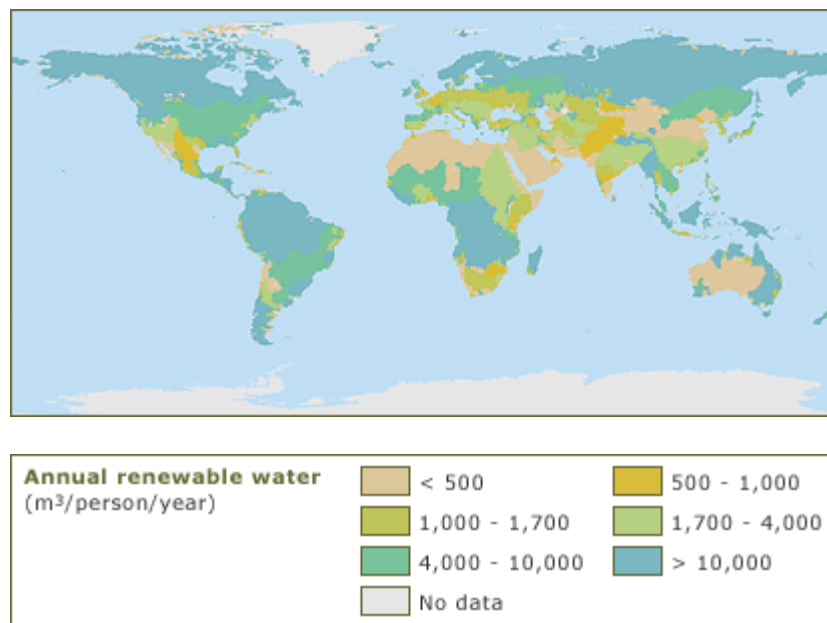 Annual renewable water
(m³/person/year)
< 500
500 - 1,000
1,000 - 1,700
1,700 - 4,000
4,000 - 10,000
> 10,000
No data